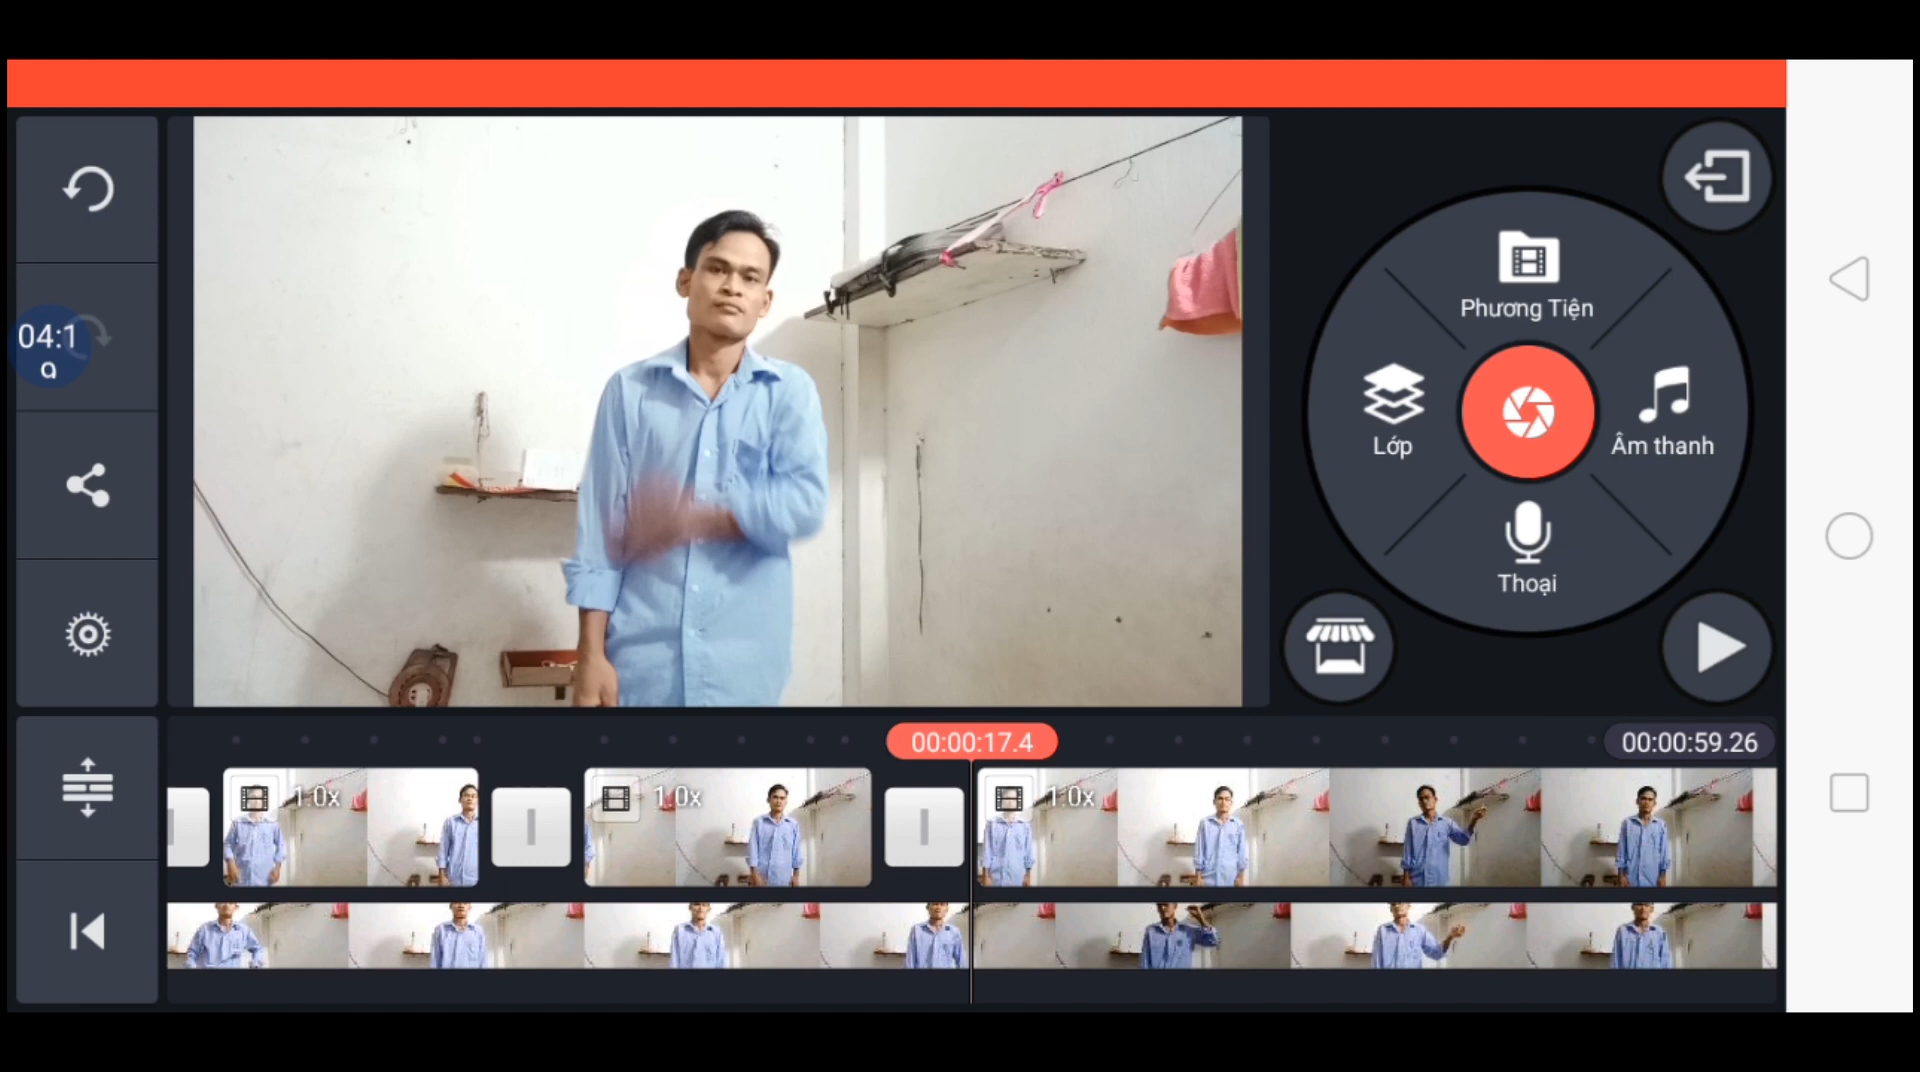 Phương Tiện
04:1
Lớp
Âm thanh
Thoại
00:00:17.4
00:00:59.26
1.0x
1.0x
1.0x